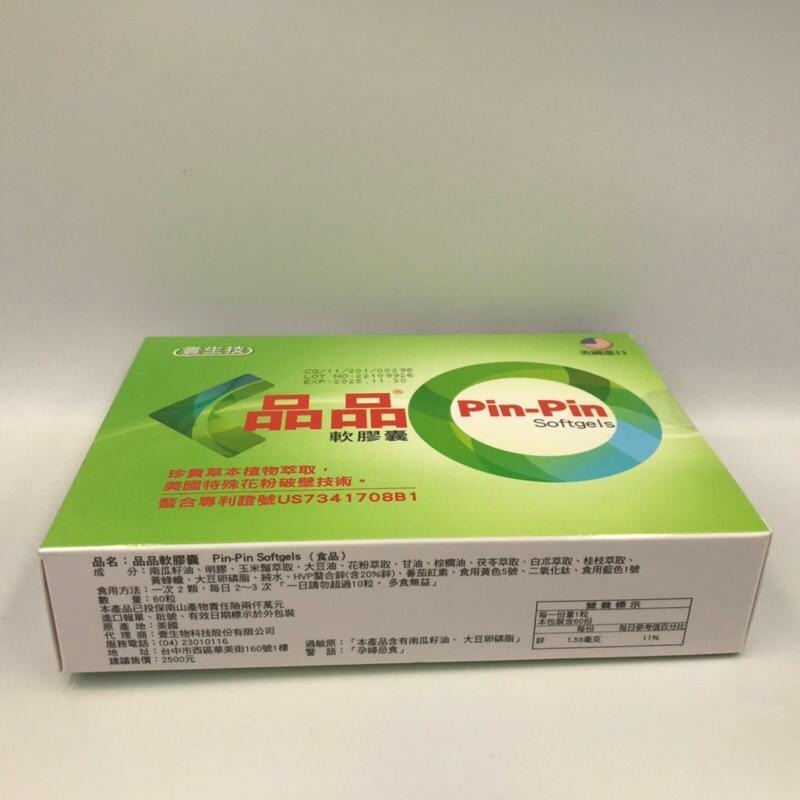 壹生技
美國進口
CG/11/201/00298
LOT NO:22109926
EXP:2025.11.30
品品®
軟膠囊
Pin-Pin
Softgels
珍貴草本植物萃取，
美國特殊花粉破壁技術。
螯合專利證號US7341708B1
品名：品品軟膠囊 Pin-Pin Softgels（食品）
成 分：南瓜籽油、明膠、玉米鬚萃取、大豆油、花粉萃取、甘油、棕櫚油、茯苓萃取、白朮萃取、桂枝萃取、
黃蜂蠟、大豆卵磷脂、純水、HVP螯合鋅(含20%鋅)、番茄紅素、食用黃色5號、二氧化鈦、食用藍色1號
食用方法：一次 2 顆，每日 2～3 次「一日請勿超過10粒，多食無益」
數 量：60粒
本產品已投保南山產物責任險兩仟萬元
進口報單、批號、有效日期標示於外包裝
原 產 地：美國
代 理 商：壹生物科技股份有限公司
服務電話：(04) 23010116
地 址：台中市西區華美街160號1樓
建議售價：2500元
過敏原：「本產品含有南瓜籽油、大豆卵磷脂」
警 語：「孕婦忌食」
營養標示
每一份量1粒
本包裝含60份
每份 每日參考值百分比
鋅 1.58毫克 11%